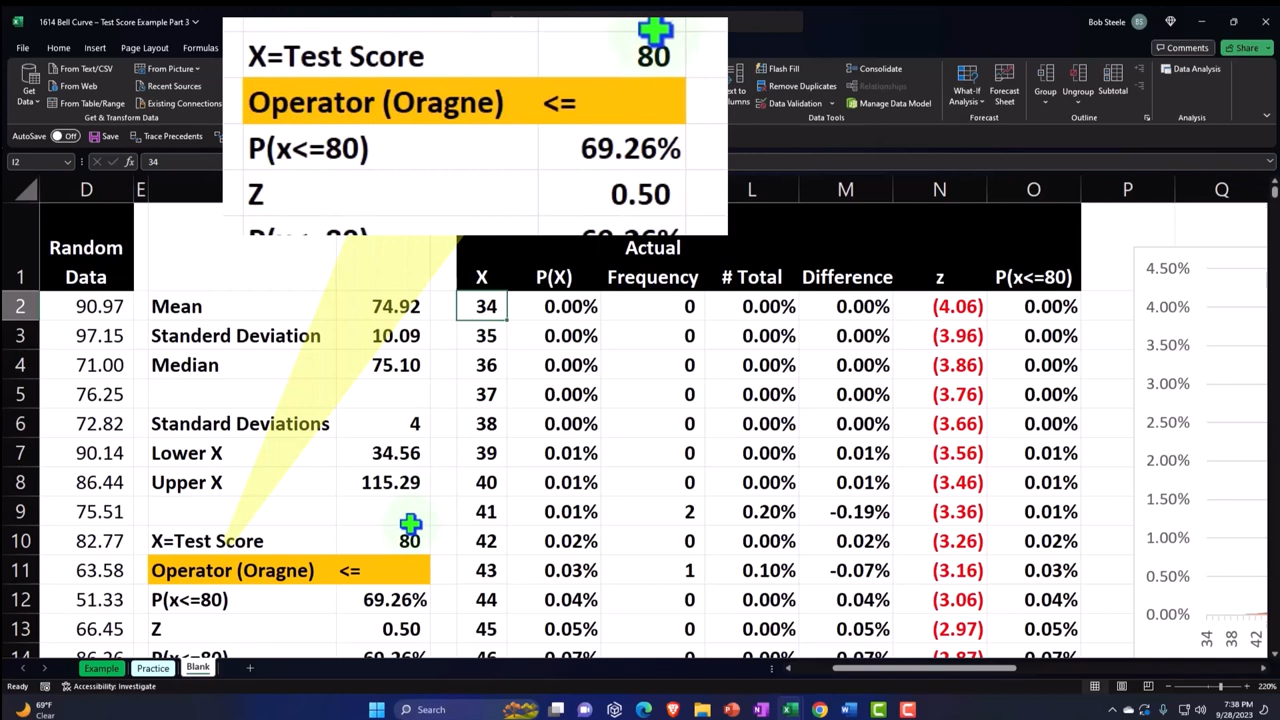 1614 Bell Curve - Test Score Example Part 3
Bob Steele BS
File Home Insert Page Layout Formulas
Comments Share
Get Data
From Text/CSV
From Web
From Table/Range
From Picture
Recent Sources
Existing Connections
Get & Transform Data
Flash Fill
Remove Duplicates
Data Validation
Consolidate
Relationships
Manage Data Model
Data Tools
What-If Analysis
Forecast Sheet
Forecast
Group
Ungroup
Subtotal
Outline
Data Analysis
Analysis
AutoSave Off Save Trace Precedents
I2 fx 34
X=Test Score 80
Operator (Oragne) <=
P(x<=80) 69.26%
Z 0.50
D E L M N O P Q
Random Data Actual
1 X P(X) Frequency # Total Difference z P(x<=80) 4.50%
2 90.97 Mean 74.92 34 0.00% 0 0.00% 0.00% (4.06) 0.00% 4.00%
3 97.15 Standerd Deviation 10.09 35 0.00% 0 0.00% 0.00% (3.96) 0.00% 3.50%
4 71.00 Median 75.10 36 0.00% 0 0.00% 0.00% (3.86) 0.00% 3.00%
5 76.25 37 0.00% 0 0.00% 0.00% (3.76) 0.00%
6 72.82 Standard Deviations 4 38 0.00% 0 0.00% 0.00% (3.66) 0.00% 2.50%
7 90.14 Lower X 34.56 39 0.01% 0 0.00% 0.01% (3.56) 0.01% 2.00%
8 86.44 Upper X 115.29 40 0.01% 0 0.00% 0.01% (3.46) 0.01%
9 75.51 41 0.01% 2 0.20% -0.19% (3.36) 0.01% 1.50%
10 82.77 X=Test Score 80 42 0.02% 0 0.00% 0.02% (3.26) 0.02% 1.00%
11 63.58 Operator (Oragne) <= 43 0.03% 1 0.10% -0.07% (3.16) 0.03% 0.50%
12 51.33 P(x<=80) 69.26% 44 0.04% 0 0.00% 0.04% (3.06) 0.04% 0.00%
13 66.45 Z 0.50 45 0.05% 0 0.00% 0.05% (2.97) 0.05% 34 38 42
Example Practice Blank
Ready Accessibility: Investigate 220%
69°F
Clear
Search
7:38 PM
9/28/2023